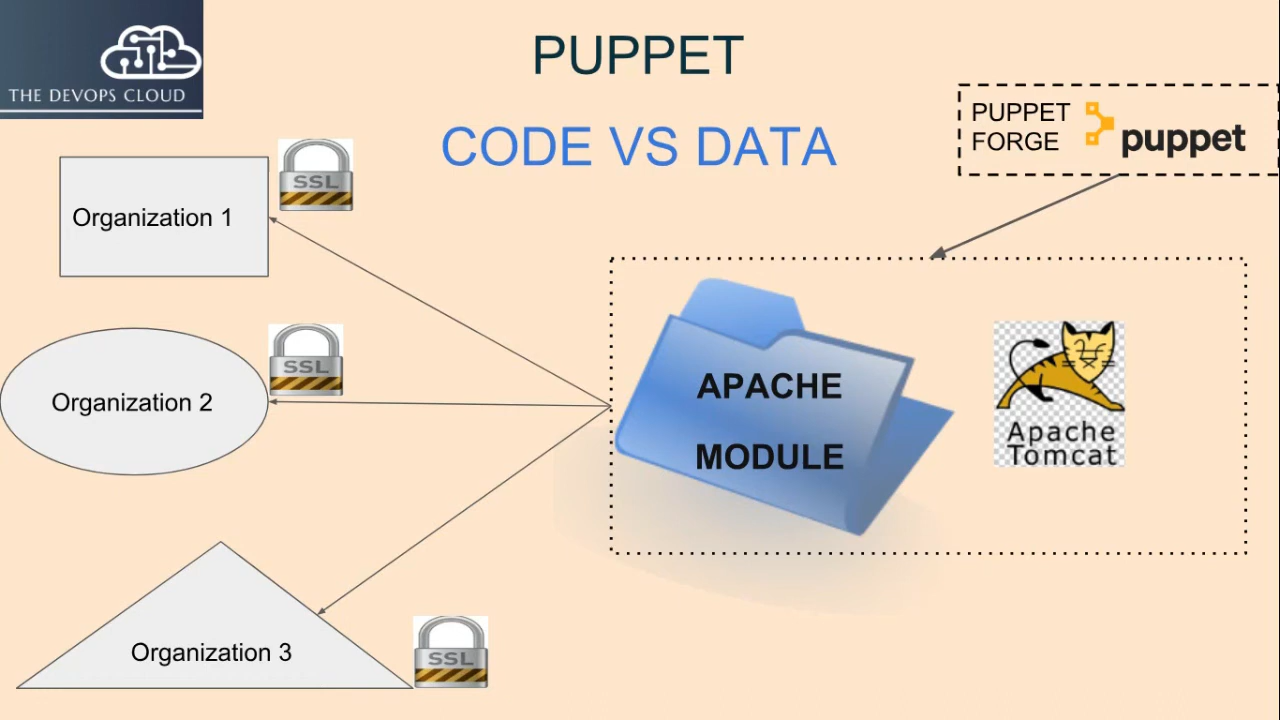 THE DEVOPS CLOUD
PUPPET
CODE VS DATA
PUPPET
FORGE
puppet
SSL
Organization 1
SSL
Organization 2
APACHE
MODULE
Apache
Tomcat
Organization 3
SSL